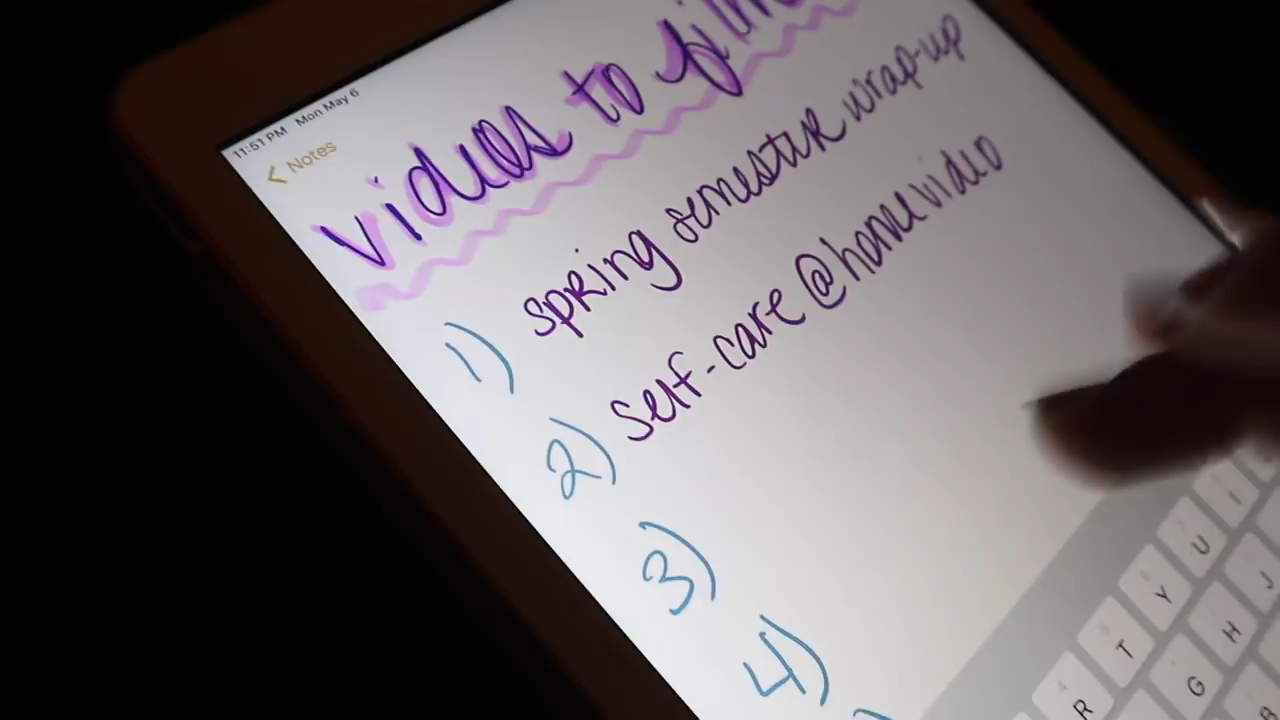 11:51 PM Mon May 6
Notes
videos to film
1) spring semester wrap-up
2) self-care @home video
3)
4)
U I
R T Y
G H J